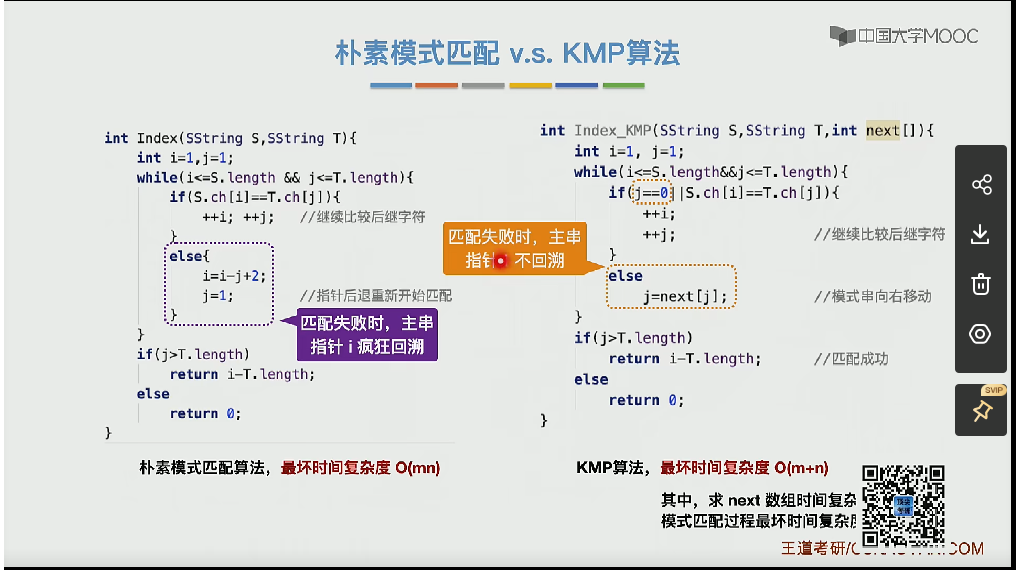 中国大学MOOC
朴素模式匹配 v.s. KMP算法
int Index(SString S,SString T){
int i=1,j=1;
while(i<=S.length && j<=T.length){
if(S.ch[i]==T.ch[j]){
++i; ++j; //继续比较后继字符
}
else{
i=i-j+2;
j=1; //指针后退重新开始匹配
}
}
if(j>T.length)
return i-T.length;
else
return 0;
}
匹配失败时，主串
指针 i 疯狂回溯
朴素模式匹配算法，最坏时间复杂度 O(mn)
int Index_KMP(SString S,SString T,int next[]){
int i=1, j=1;
while(i<=S.length&&j<=T.length){
if(j==0||S.ch[i]==T.ch[j]){
++i;
++j; //继续比较后继字符
}
else
j=next[j]; //模式串向右移动
}
if(j>T.length)
return i-T.length; //匹配成功
else
return 0;
}
匹配失败时，主串
指针 不回溯
KMP算法，最坏时间复杂度 O(m+n)
其中，求 next 数组时间复杂
模式匹配过程最坏时间复杂度
王道考研/
SVIP